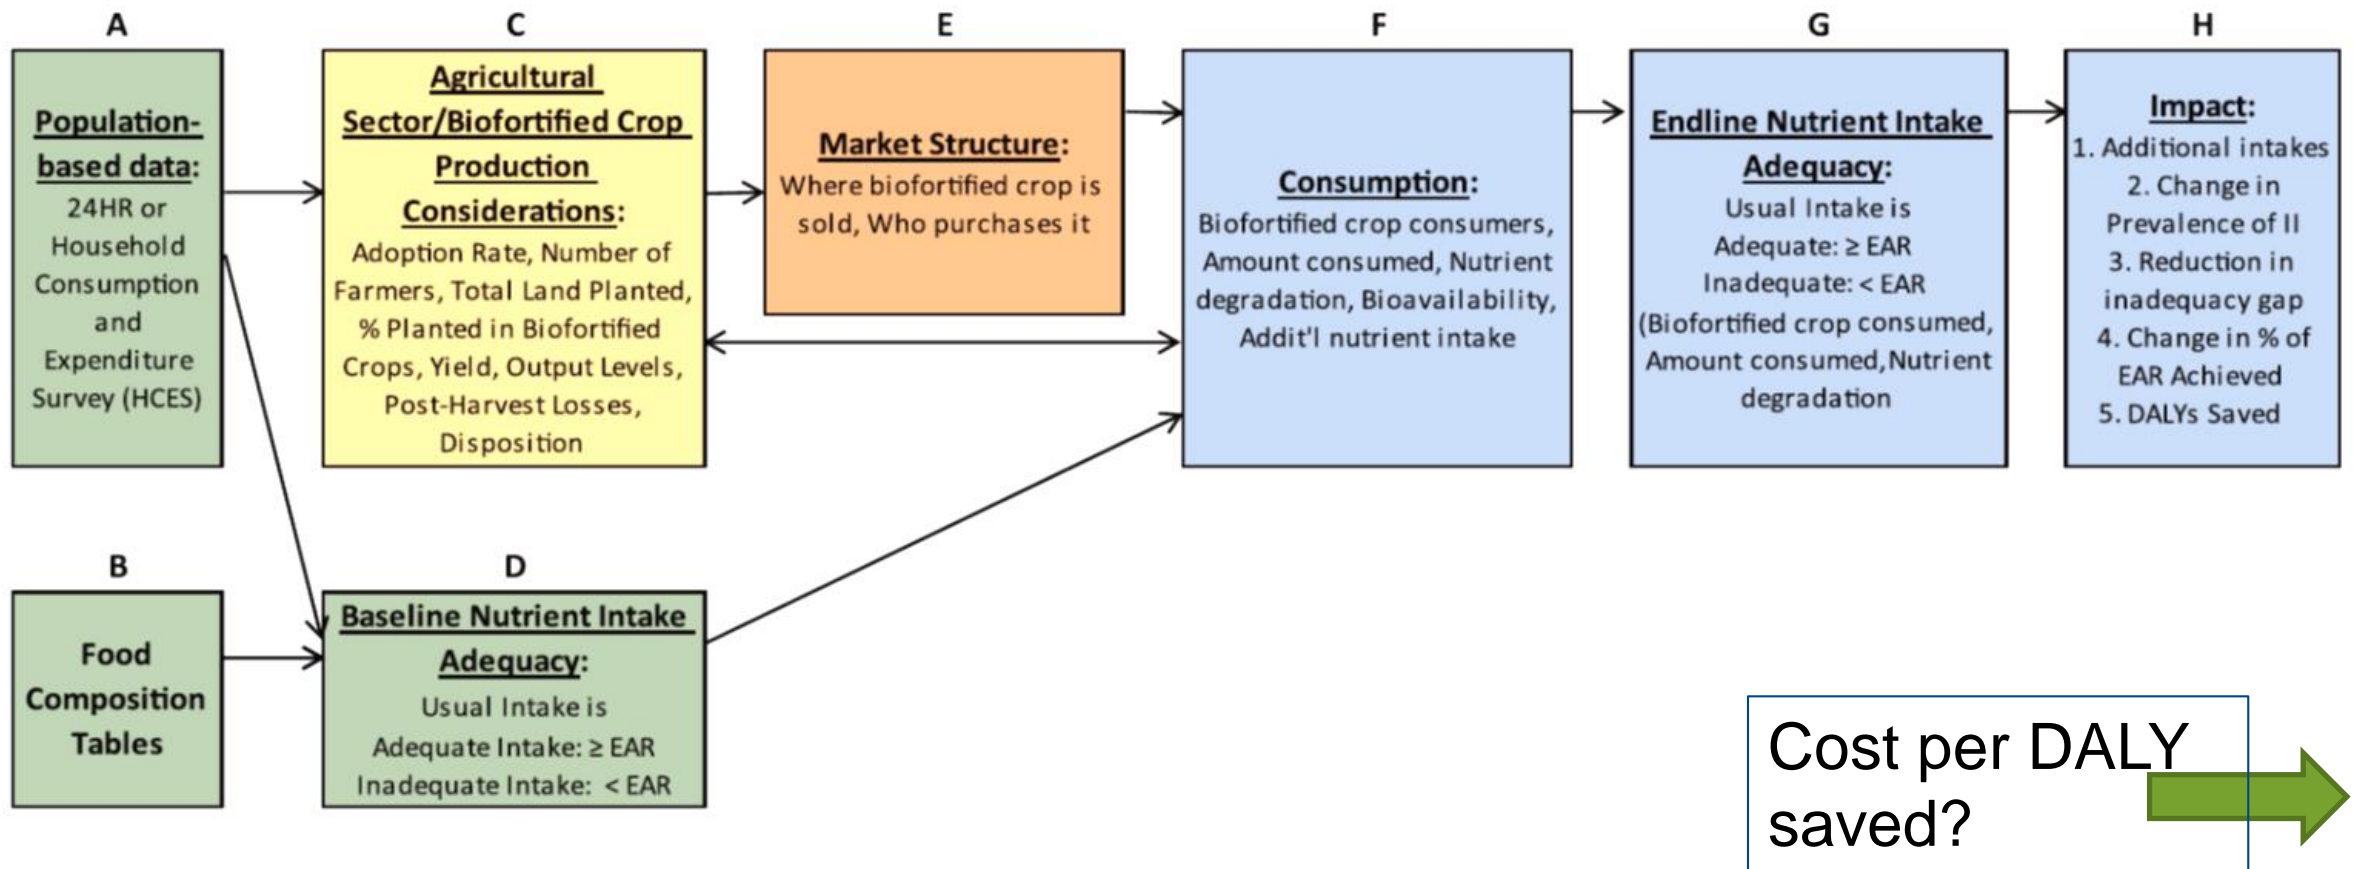 A
Population-
based data:
24HR or
Household
Consumption
and
Expenditure
Survey (HCES)
C
Agricultural
Sector/Biofortified Crop
Production
Considerations:
Adoption Rate, Number of
Farmers, Total Land Planted,
% Planted in Biofortified
Crops, Yield, Output Levels,
Post-Harvest Losses,
Disposition
E
Market Structure:
Where biofortified crop is
sold, Who purchases it
F
Consumption:
Biofortified crop consumers,
Amount consumed, Nutrient
degradation, Bioavailability,
Addit'l nutrient intake
G
Endline Nutrient Intake
Adequacy:
Usual Intake is
Adequate: ≥ EAR
Inadequate: < EAR
(Biofortified crop consumed,
Amount consumed, Nutrient
degradation
H
Impact:
1. Additional intakes
2. Change in
Prevalence of II
3. Reduction in
inadequacy gap
4. Change in % of
EAR Achieved
5. DALYs Saved
B
Food
Composition
Tables
D
Baseline Nutrient Intake
Adequacy:
Usual Intake is
Adequate Intake: ≥ EAR
Inadequate Intake: < EAR
Cost per DALY
saved?